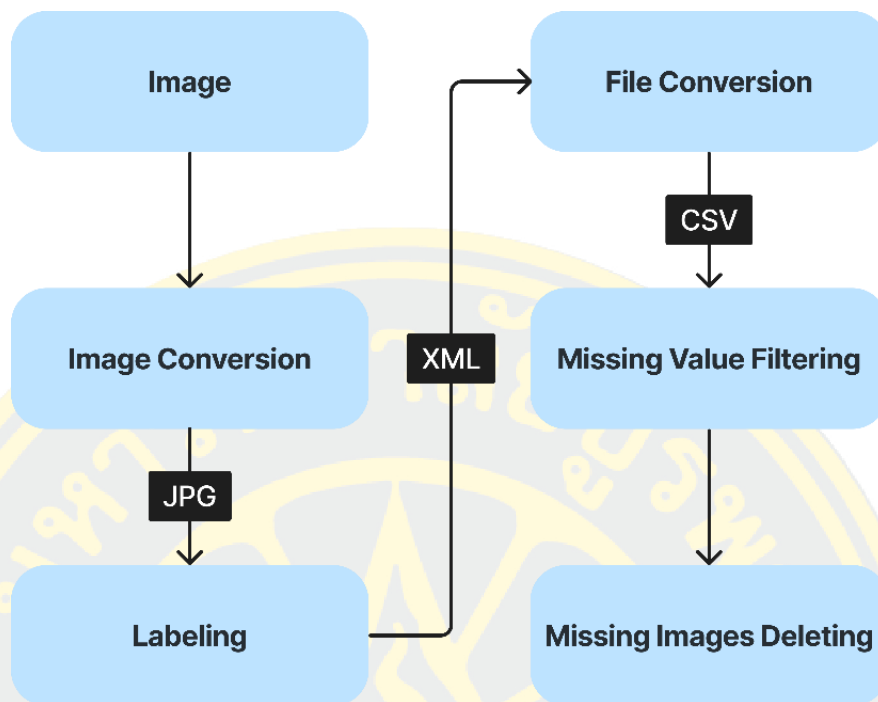 Image
Image Conversion
JPG
Labeling
XML
File Conversion
CSV
Missing Value Filtering
Missing Images Deleting